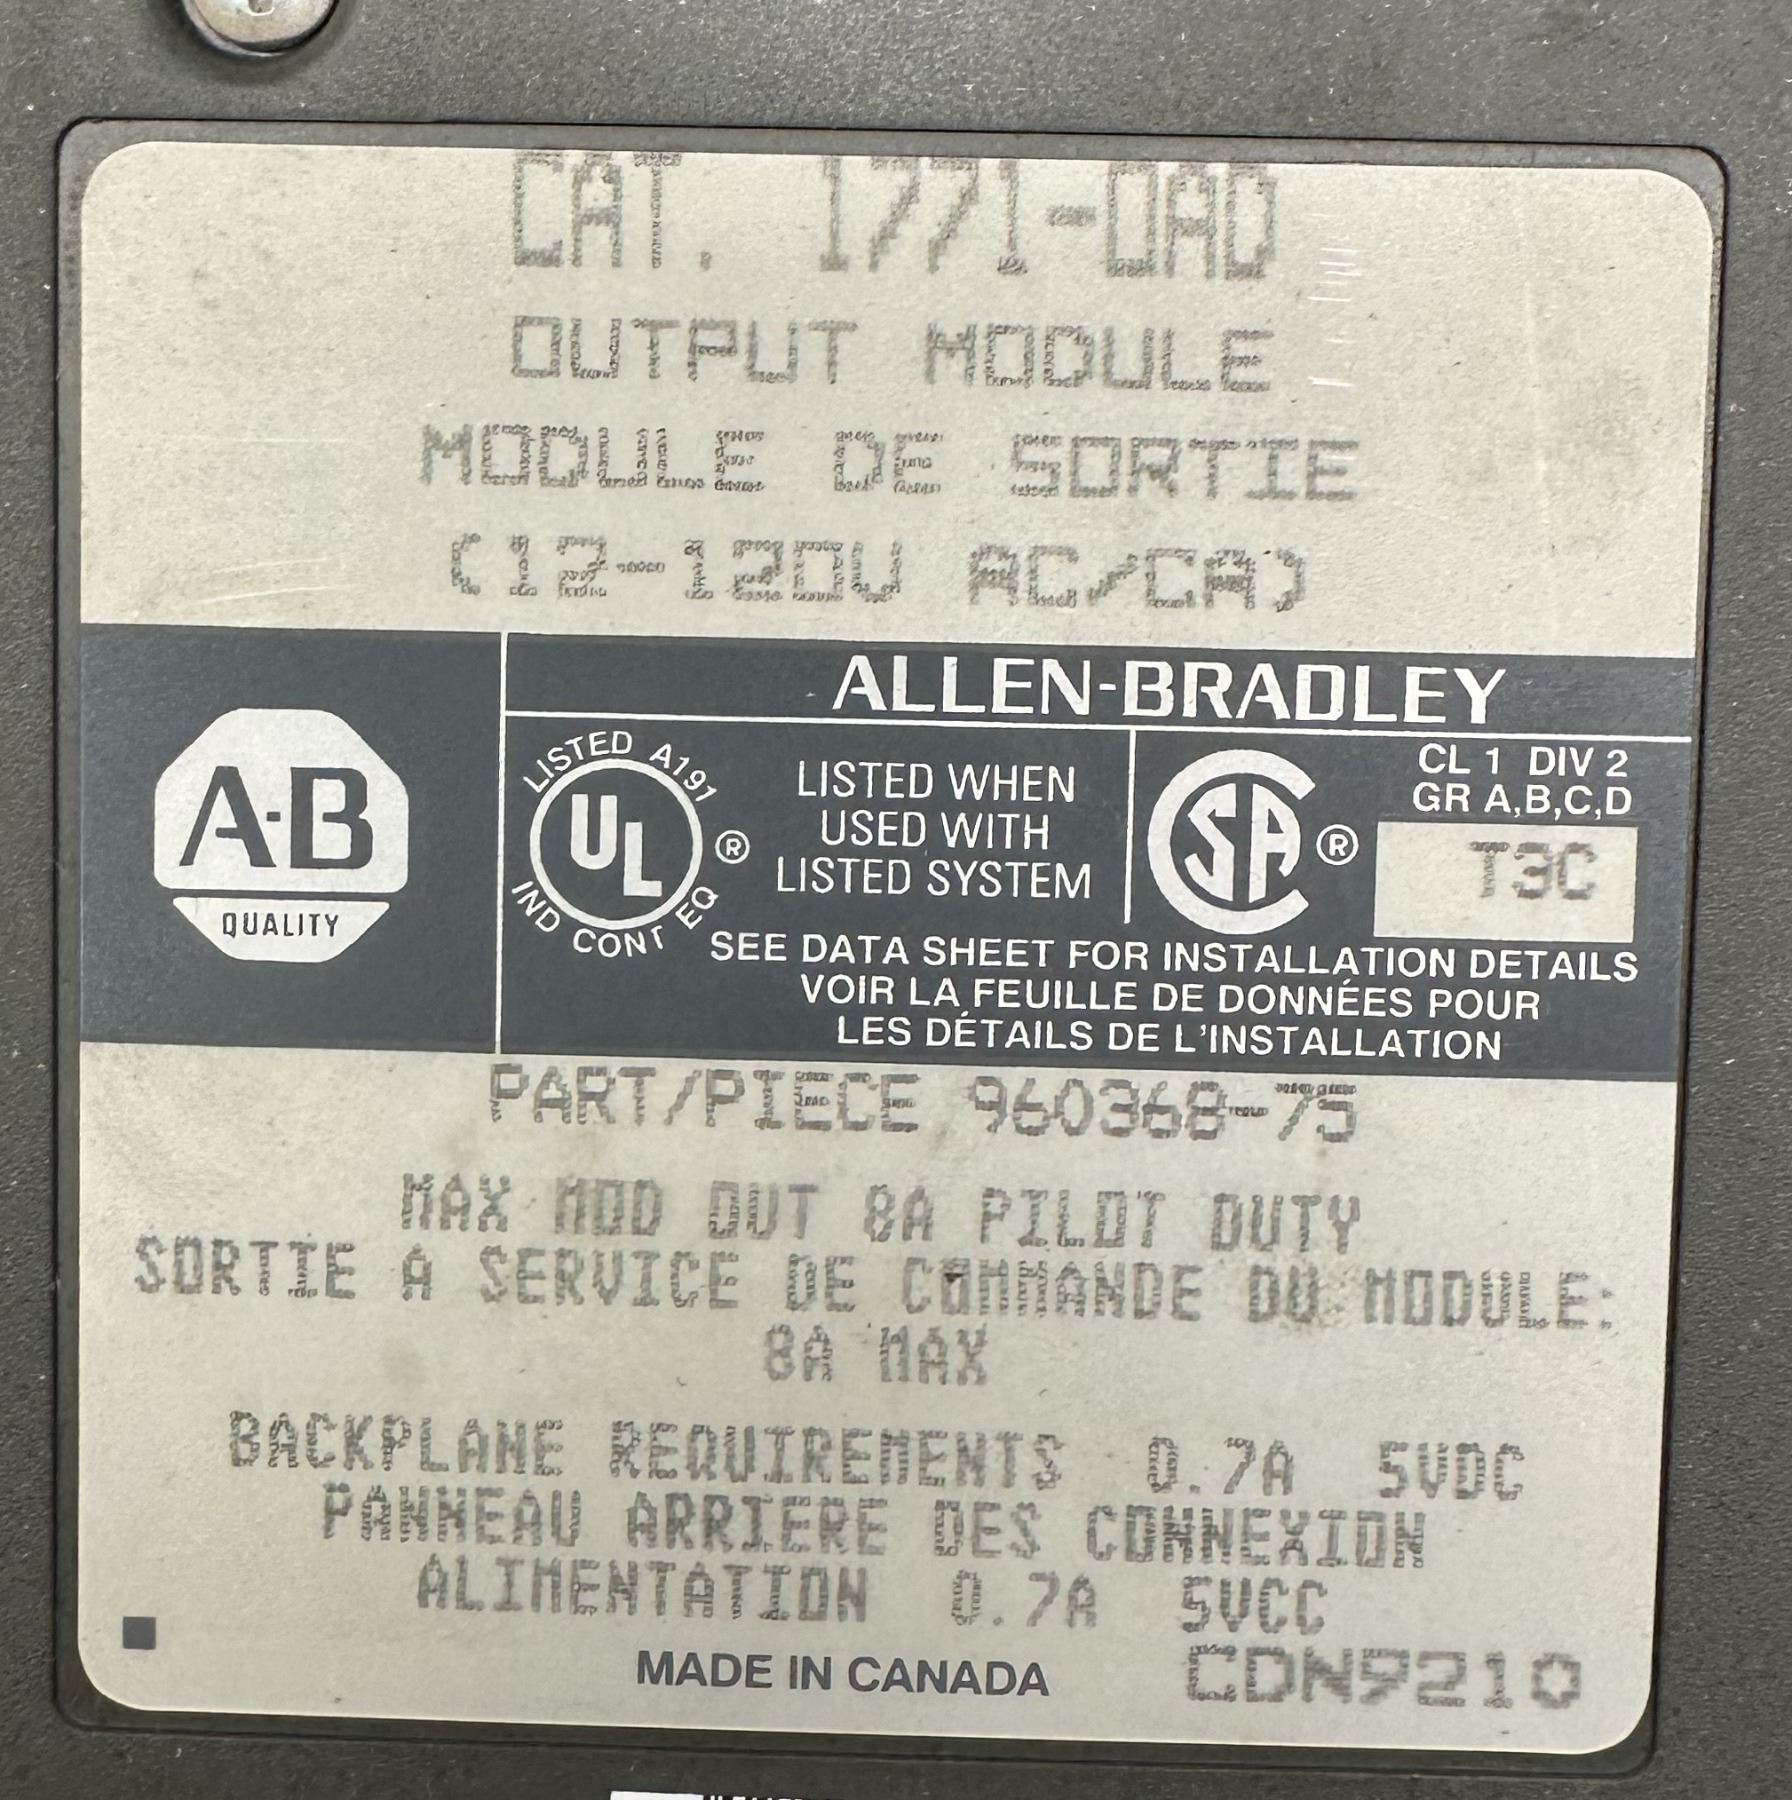 CAT. 1771-OAD
OUTPUT MODULE
MODULE DE SORTIE
(12-120V AC/CA)
ALLEN-BRADLEY
A-B
QUALITY
LISTED A191
UL
®
IND CONT EQ
LISTED WHEN
USED WITH
LISTED SYSTEM
SA
®
CL 1 DIV 2
GR A,B,C,D
T3C
SEE DATA SHEET FOR INSTALLATION DETAILS
VOIR LA FEUILLE DE DONNÉES POUR
LES DÉTAILS DE L'INSTALLATION
PART/PIECE 960368-75
MAX MOD OUT 8A PILOT DUTY
SORTIE A SERVICE DE COMMANDE DU MODULE:
8A MAX
BACKPLANE REQUIREMENTS 0.7A 5VDC
PANNEAU ARRIERE DES CONNEXION
ALIMENTATION 0.7A 5VCC
MADE IN CANADA
CDN9210